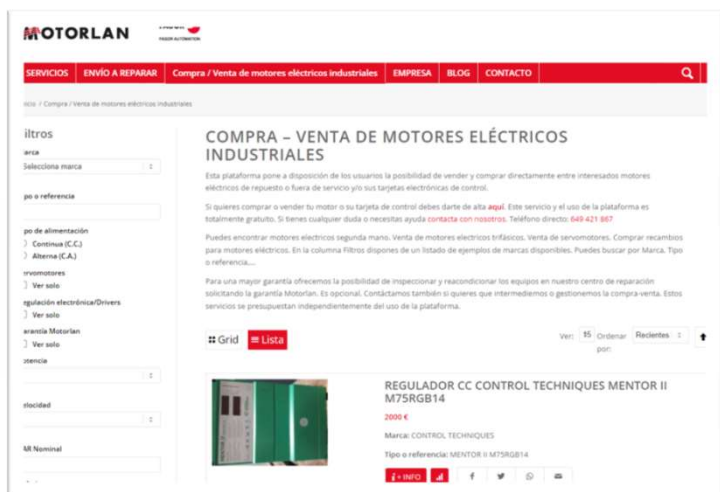 MOTORLAN
FAGOR AUTOMATION
SERVICIOS ENVÍO A REPARAR Compra / Venta de motores eléctricos industriales EMPRESA BLOG CONTACTO
nicio / Compra / Venta de motores eléctricos industriales
iltros
arca
Selecciona marca
po o referencia
po de alimentación
Continua (C.C.)
Alterna (C.A.)
ervomotores
Ver solo
egulación electrónica/Drivers
Ver solo
arantía Motorlan
Ver solo
otencia
elocidad
MI Nominal
COMPRA – VENTA DE MOTORES ELÉCTRICOS
INDUSTRIALES
Esta plataforma pone a disposición de los usuarios la posibilidad de vender y comprar directamente entre interesados motores
eléctricos de repuesto o fuera de servicio y/o sus tarjetas electrónicas de control.
Si quieres comprar o vender tu motor o su tarjeta de control debes darte de alta aquí. Este servicio y el uso de la plataforma es
totalmente gratuito. Si tienes cualquier duda o necesitas ayuda contacta con nosotros. Teléfono directo: 649 421 867
Puedes encontrar motores electricos segunda mano. Venta de motores electricos trifásicos. Venta de servomotores. Comprar recambios
para motores eléctricos. En la columna Filtros dispones de un listado de ejemplos de marcas disponibles. Puedes buscar por Marca, Tipo
o referencia,...
Para una mayor garantía ofrecemos la posibilidad de inspeccionar y reacondicionar los equipos en nuestro centro de reparación
solicitando la garantía Motorlan. Es opcional. Contáctarnos también si quieres que intermediemos o gestionemos la compra-venta. Estos
servicios se presupuestan independientemente del uso de la plataforma.
Grid Lista
Ver: 15 Ordenar Recientes
por:
REGULADOR CC CONTROL TECHNIQUES MENTOR II
M75RGB14
2000 €
Marca: CONTROL TECHNIQUES
Tipo o referencia: MENTOR II M75RGB14
i + INFO